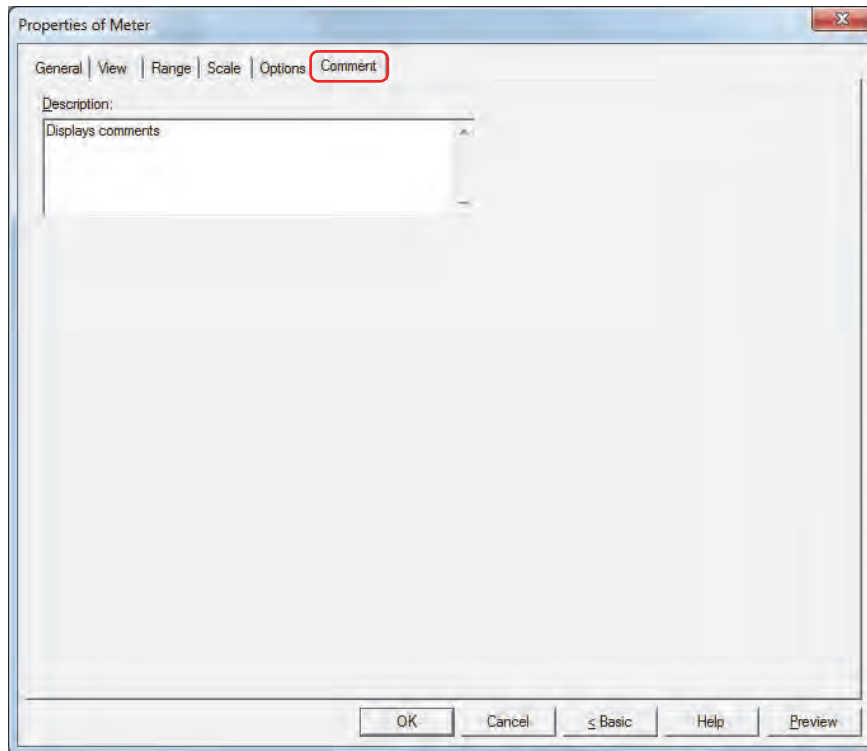 Properties of Meter
General View Range Scale Options Comment
Description:
Displays comments
OK Cancel < Basic Help Preview